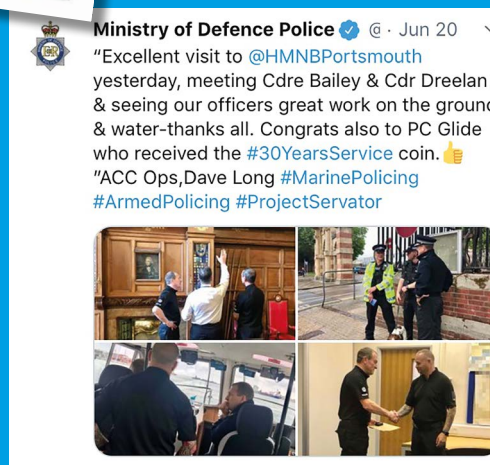 Ministry of Defence Police @ · Jun 20
“Excellent visit to @HMNBPortsmouth
yesterday, meeting Cdre Bailey & Cdr Dreelan
& seeing our officers great work on the ground
& water-thanks all. Congrats also to PC Glide
who received the #30YearsService coin.👍
”ACC Ops,Dave Long #MarinePolicing
#ArmedPolicing #ProjectServator